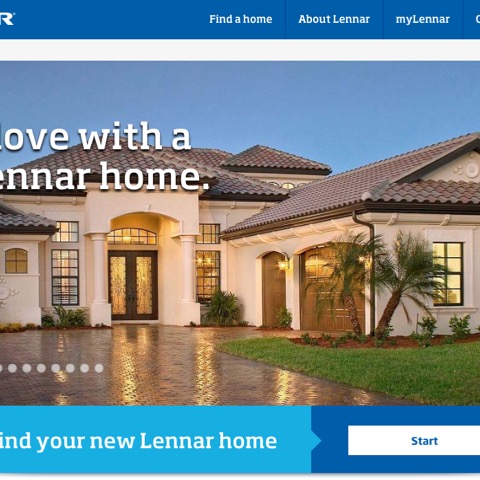 R®
Find a home About Lennar myLennar
love with a
ennar home.
ind your new Lennar home
Start